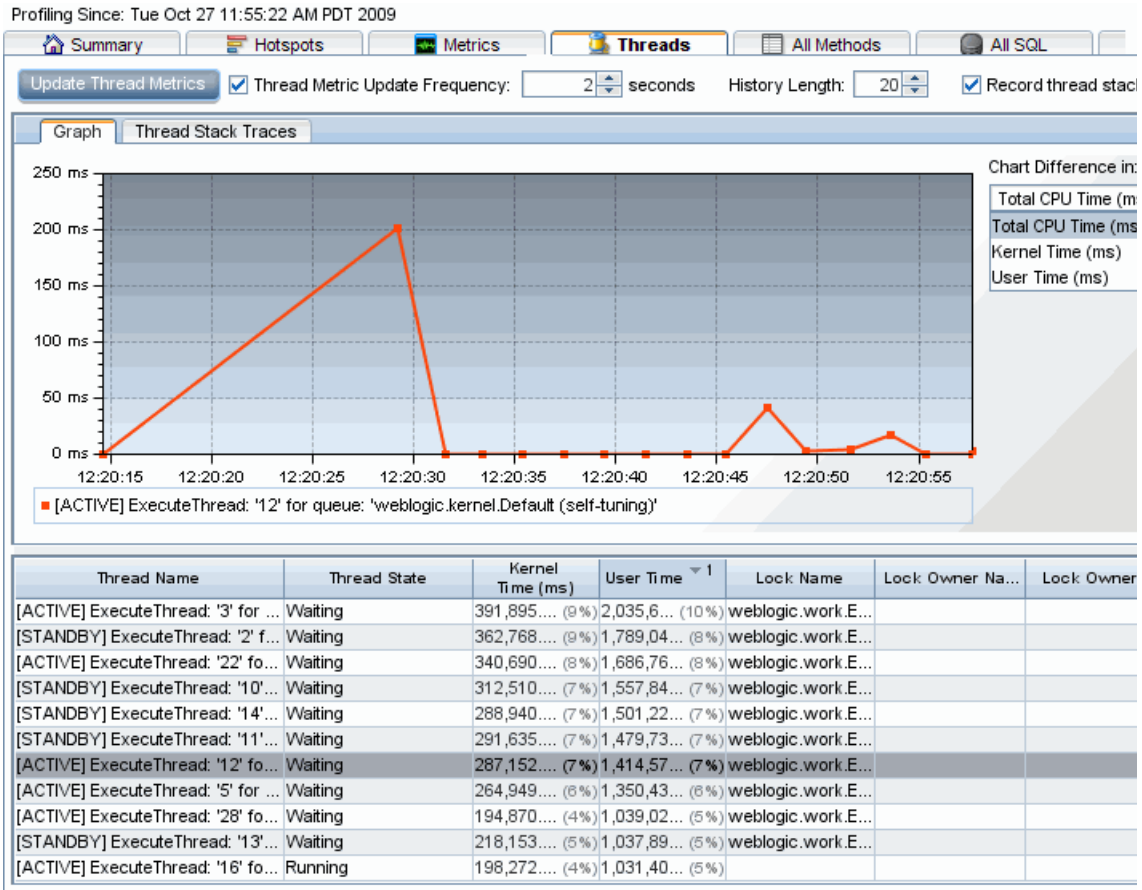 Profiling Since: Tue Oct 27 11:55:22 AM PDT 2009
Summary Hotspots Metrics Threads All Methods All SQL
Update Thread Metrics Thread Metric Update Frequency: 2 seconds History Length: 20 Record thread stack
Graph Thread Stack Traces
Chart Difference in:
Total CPU Time (ms
Total CPU Time (ms
Kernel Time (ms)
User Time (ms)
250 ms
200 ms
150 ms
100 ms
50 ms
0 ms
12:20:15 12:20:20 12:20:25 12:20:30 12:20:35 12:20:40 12:20:45 12:20:50 12:20:55
[ACTIVE] ExecuteThread: '12' for queue: 'weblogic.kernel.Default (self-tuning)'
Thread Name Thread State Kernel Time (ms) User Time 1 Lock Name Lock Owner Na... Lock Owner
[ACTIVE] ExecuteThread: '3' for ... Waiting 391,895.... (9%) 2,035,6... (10%) weblogic.work.E...
[STANDBY] ExecuteThread: '2' f... Waiting 362,768.... (9%) 1,789,04... (8%) weblogic.work.E...
[ACTIVE] ExecuteThread: '22' fo... Waiting 340,690.... (8%) 1,686,76... (8%) weblogic.work.E...
[STANDBY] ExecuteThread: '10'... Waiting 312,510.... (7%) 1,557,84... (7%) weblogic.work.E...
[STANDBY] ExecuteThread: '14'... Waiting 288,940.... (7%) 1,501,22... (7%) weblogic.work.E...
[STANDBY] ExecuteThread: '11'... Waiting 291,635.... (7%) 1,479,73... (7%) weblogic.work.E...
[ACTIVE] ExecuteThread: '12' fo... Waiting 287,152.... (7%) 1,414,57... (7%) weblogic.work.E...
[ACTIVE] ExecuteThread: '5' for ... Waiting 264,949.... (6%) 1,350,43... (6%) weblogic.work.E...
[ACTIVE] ExecuteThread: '28' fo... Waiting 194,870.... (4%) 1,039,02... (5%) weblogic.work.E...
[STANDBY] ExecuteThread: '13'... Waiting 218,153.... (5%) 1,037,89... (5%) weblogic.work.E...
[ACTIVE] ExecuteThread: '16' fo... Running 198,272.... (4%) 1,031,40... (5%)